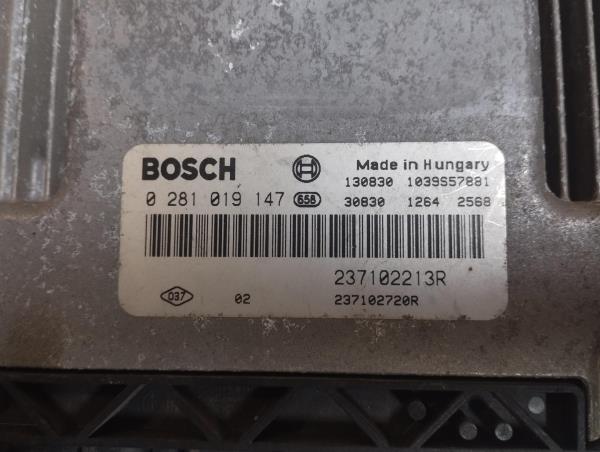 BOSCH Made in Hungary
130830 1039S57881
0 281 019 147 658 30830 1264 2568
237102213R
037 02 237102720R